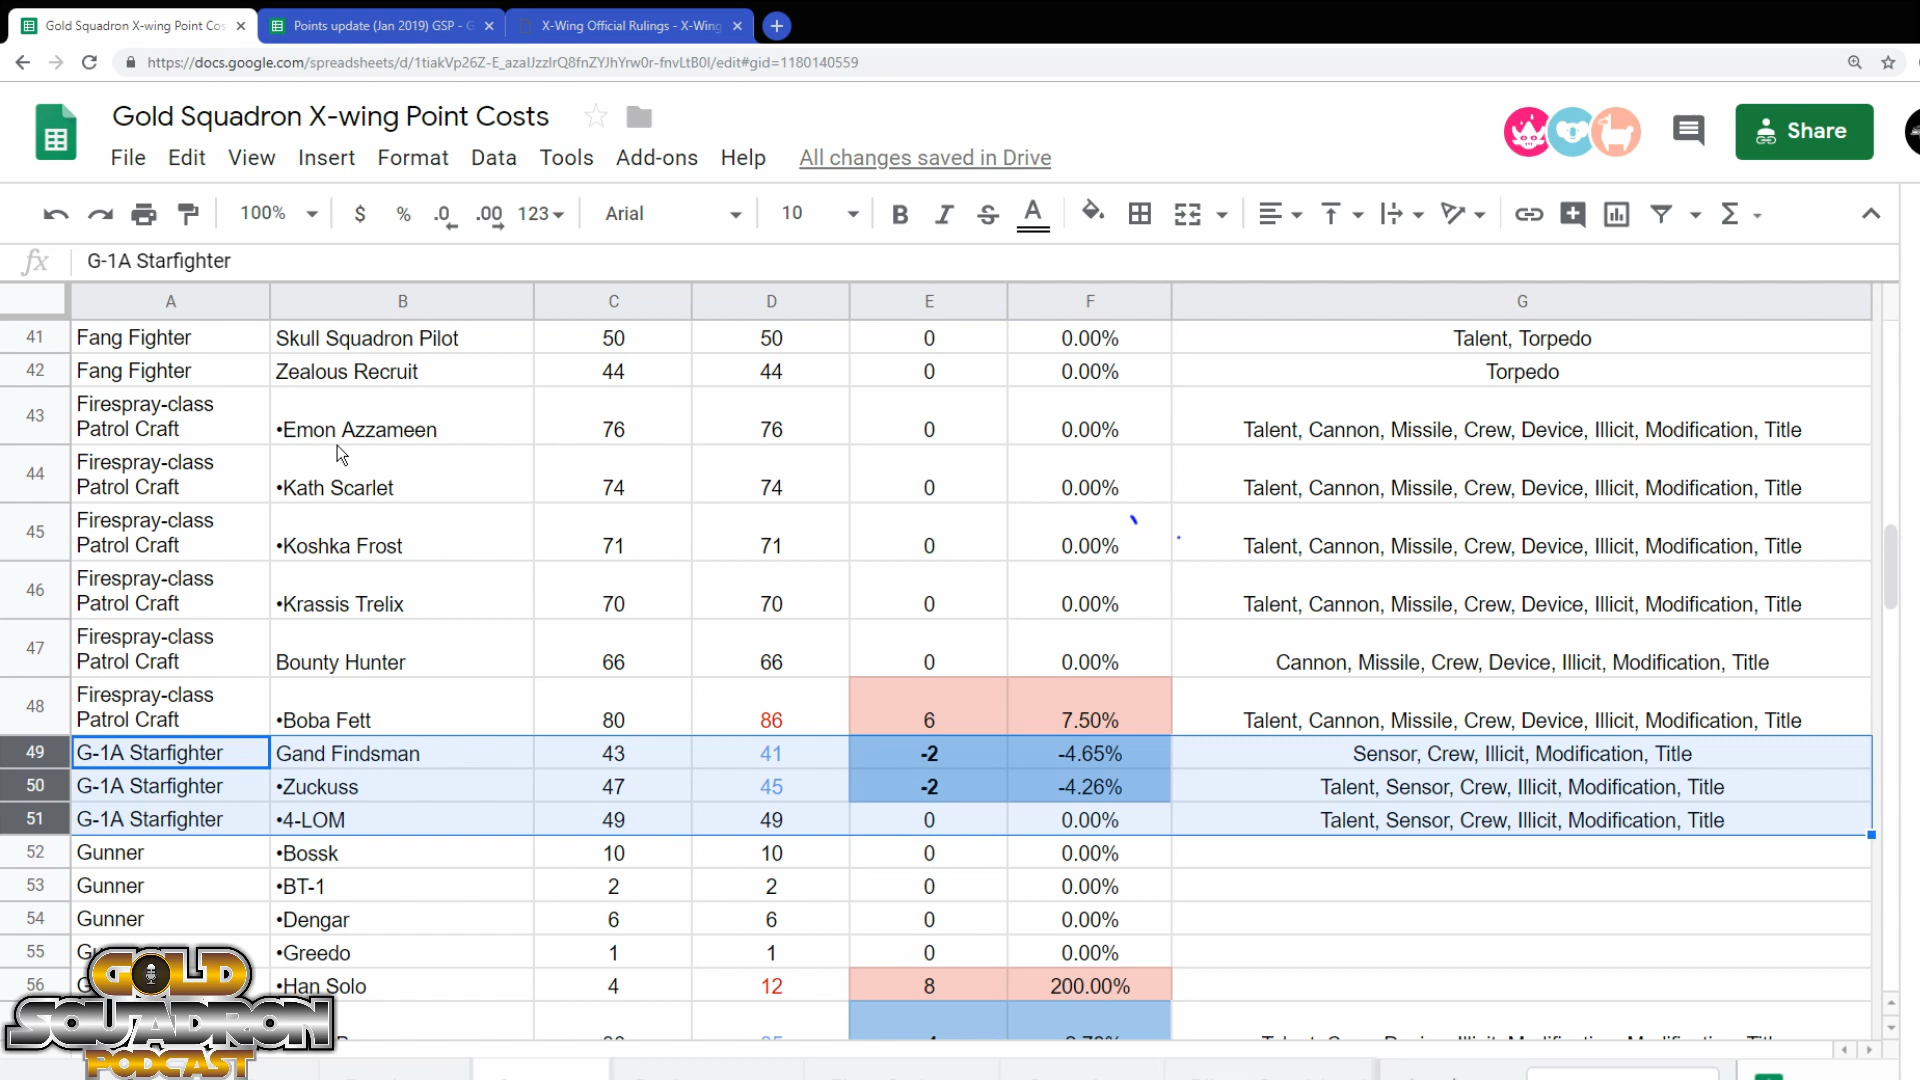 Gold Squadron X-wing Point Cos
Points update (Jan 2019) GSP - G
X-Wing Official Rulings - X-Wing
https://docs.google.com/spreadsheets/d/1tiakVp26Z-E_azaIJzzIrQ8fnZYJhYrw0r-fnvLtB0I/edit#gid=1180140559
Gold Squadron X-wing Point Costs
File Edit View Insert Format Data Tools Add-ons Help All changes saved in Drive
Share
100% $ % .0 .00 123 Arial 10 B I S A Σ
fx G-1A Starfighter
A B C D E F G
41 Fang Fighter Skull Squadron Pilot 50 50 0 0.00% Talent, Torpedo
42 Fang Fighter Zealous Recruit 44 44 0 0.00% Torpedo
43 Firespray-class
Patrol Craft •Emon Azzameen 76 76 0 0.00% Talent, Cannon, Missile, Crew, Device, Illicit, Modification, Title
44 Firespray-class
Patrol Craft •Kath Scarlet 74 74 0 0.00% Talent, Cannon, Missile, Crew, Device, Illicit, Modification, Title
45 Firespray-class
Patrol Craft •Koshka Frost 71 71 0 0.00% Talent, Cannon, Missile, Crew, Device, Illicit, Modification, Title
46 Firespray-class
Patrol Craft •Krassis Trelix 70 70 0 0.00% Talent, Cannon, Missile, Crew, Device, Illicit, Modification, Title
47 Firespray-class
Patrol Craft Bounty Hunter 66 66 0 0.00% Cannon, Missile, Crew, Device, Illicit, Modification, Title
48 Firespray-class
Patrol Craft •Boba Fett 80 86 6 7.50% Talent, Cannon, Missile, Crew, Device, Illicit, Modification, Title
49 G-1A Starfighter Gand Findsman 43 41 -2 -4.65% Sensor, Crew, Illicit, Modification, Title
50 G-1A Starfighter •Zuckuss 47 45 -2 -4.26% Talent, Sensor, Crew, Illicit, Modification, Title
51 G-1A Starfighter •4-LOM 49 49 0 0.00% Talent, Sensor, Crew, Illicit, Modification, Title
52 Gunner •Bossk 10 10 0 0.00%
53 Gunner •BT-1 2 2 0 0.00%
54 Gunner •Dengar 6 6 0 0.00%
55 •Greedo 1 1 0 0.00%
56 •Han Solo 4 12 8 200.00%
GOLD
SQUADRON
PODCAST